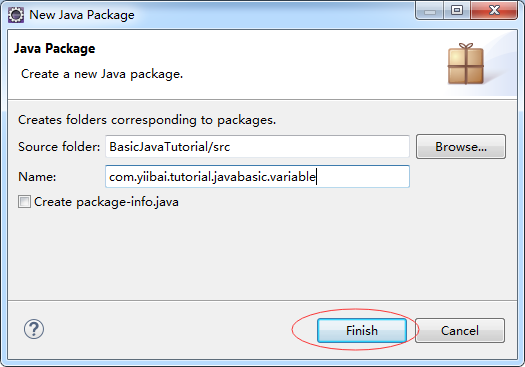 New Java Package
Java Package
Create a new Java package.
Creates folders corresponding to packages.
Source folder: BasicJavaTutorial/src Browse...
Name: com.yiibai.tutorial.javabasic.variable
Create package-info.java
? Finish Cancel